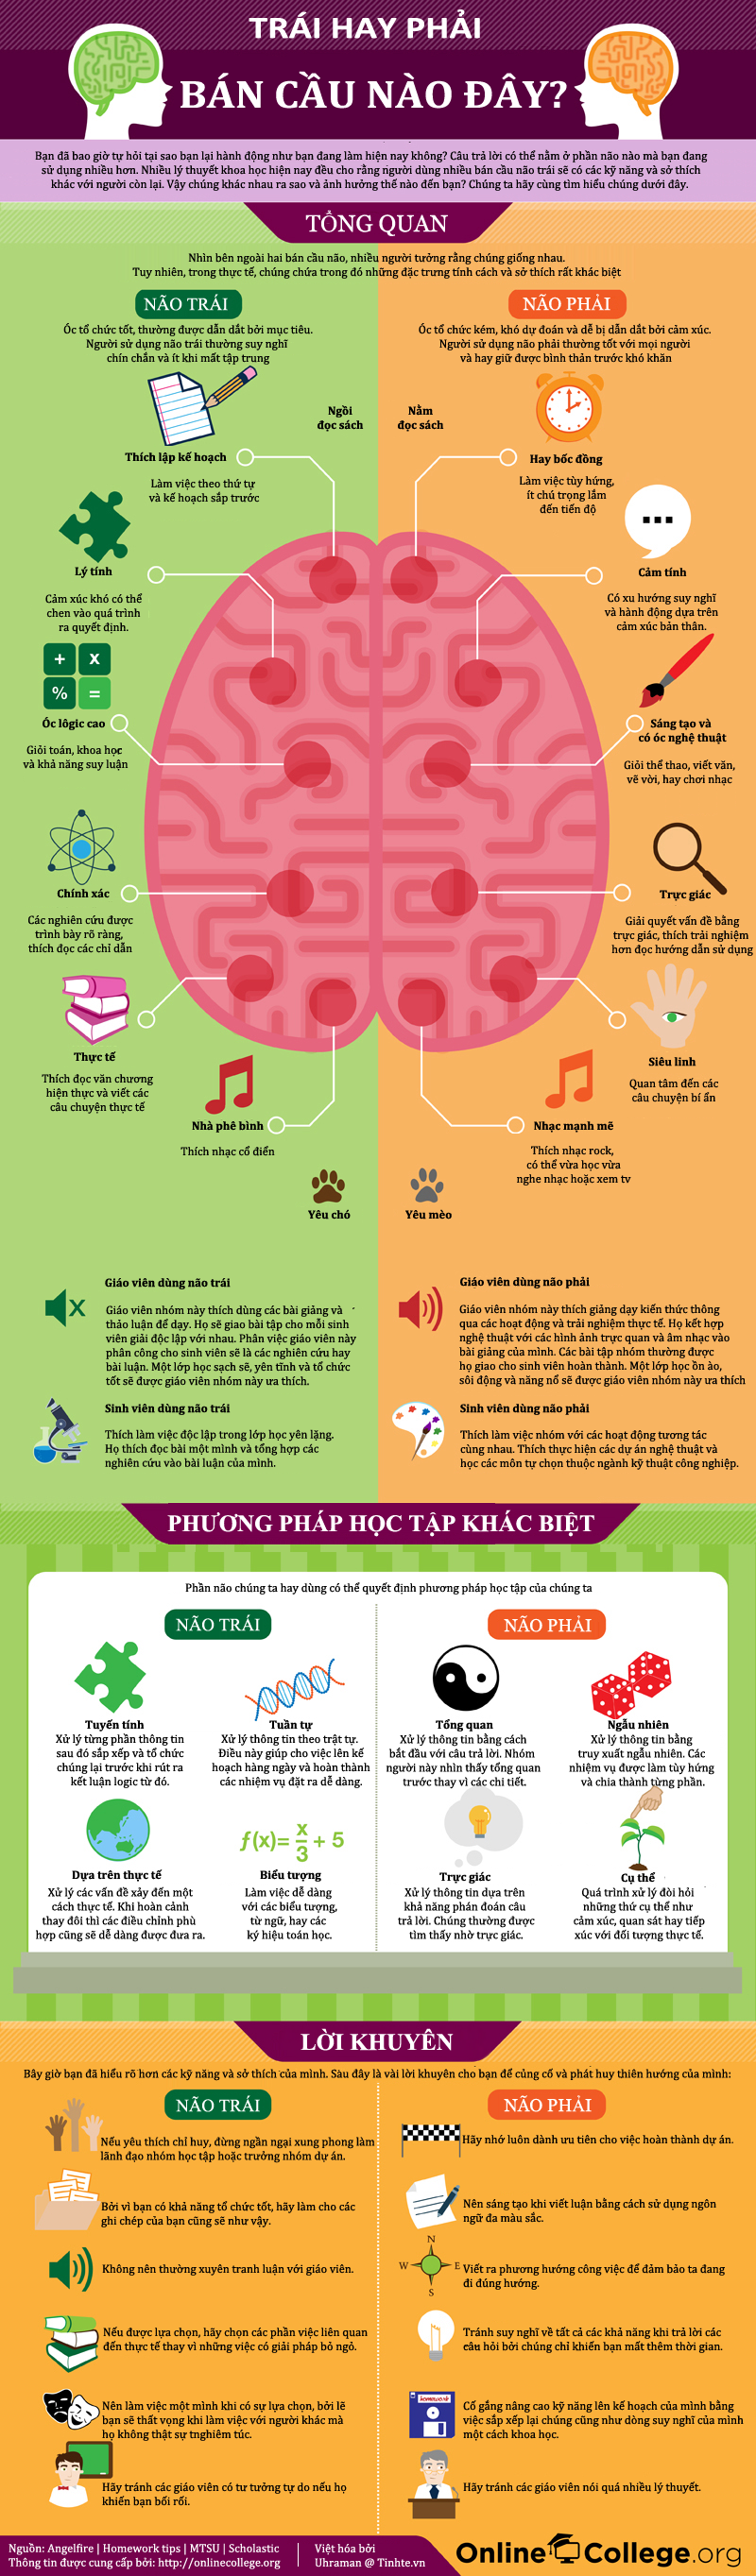 TRÁI HAY PHẢI
BÁN CẦU NÀO ĐÂY?
Bạn đã bao giờ tự hỏi tại sao bạn lại hành động như bạn đang làm hiện nay không? Câu trả lời có thể nằm ở phần não nào mà bạn đang
sử dụng nhiều hơn. Nhiều lý thuyết khoa học hiện nay đều cho rằng người dùng nhiều bán cầu não trái sẽ có các kỹ năng và sở thích
khác với người còn lại. Vậy chúng khác nhau ra sao và ảnh hưởng thế nào đến bạn? Chúng ta hãy cùng tìm hiểu chúng dưới đây.
TỔNG QUAN
Nhìn bên ngoài hai bán cầu não, nhiều người tưởng rằng chúng giống nhau.
Tuy nhiên, trong thực tế, chúng chứa trong đó những đặc trưng tính cách và sở thích rất khác biệt
NÃO TRÁI
Óc tổ chức tốt, thường được dẫn dắt bởi mục tiêu.
Người sử dụng não trái thường suy nghĩ
chín chắn và ít khi mất tập trung
NÃO PHẢI
Óc tổ chức kém, khó dự đoán và dễ bị dẫn dắt bởi cảm xúc.
Người sử dụng não phải thường tốt với mọi người
và hay giữ được bình thản trước khó khăn
Ngồi
đọc sách
Nằm
đọc sách
Thích lập kế hoạch
Làm việc theo thứ tự
và kế hoạch sắp trước
Hay bốc đồng
Làm việc tùy hứng,
ít chú trọng lắm
đến tiến độ
Lý tính
Cảm xúc khó có thể
chen vào quá trình
ra quyết định.
Cảm tính
Có xu hướng suy nghĩ
và hành động dựa trên
cảm xúc bản thân.
+ x
% =
Óc lôgic cao
Giỏi toán, khoa học
và khả năng suy luận
Sáng tạo và
có óc nghệ thuật
Giỏi thể thao, viết văn,
vẽ vời, hay chơi nhạc
Chính xác
Các nghiên cứu được
trình bày rõ ràng,
thích đọc các chỉ dẫn
Trực giác
Giải quyết vấn đề bằng
trực giác, thích trải nghiệm
hơn đọc hướng dẫn sử dụng
Thực tế
Thích đọc văn chương
hiện thực và viết các
câu chuyện thực tế
Siêu linh
Quan tâm đến các
câu chuyện bí ẩn
Nhà phê bình
Thích nhạc cổ điển
Nhạc mạnh mẽ
Thích nhạc rock,
có thể vừa học vừa
nghe nhạc hoặc xem tv
Yêu chó
Yêu mèo
Giáo viên dùng não trái
Giáo viên nhóm này thích dùng các bài giảng và
thảo luận để dạy. Họ sẽ giao bài tập cho mỗi sinh
viên giải độc lập với nhau. Phân việc giáo viên này
phân công cho sinh viên sẽ là các nghiên cứu hay
bài luận. Một lớp học sạch sẽ, yên tĩnh và tổ chức
tốt sẽ được giáo viên nhóm này ưa thích.
Giáo viên dùng não phải
Giáo viên nhóm này thích giảng dạy kiến thức thông
qua các hoạt động và trải nghiệm thực tế. Họ kết hợp
nghệ thuật với các hình ảnh trực quan và âm nhạc vào
bài giảng của mình. Các bài tập nhóm thường được
họ giao cho sinh viên hoàn thành. Một lớp học ồn ào,
sôi động và năng nổ sẽ được giáo viên nhóm này ưa thích
Sinh viên dùng não trái
Thích làm việc độc lập trong lớp học yên lặng.
Họ thích đọc bài một mình và tổng hợp các
nghiên cứu vào bài luận của mình.
Sinh viên dùng não phải
Thích làm việc nhóm với các hoạt động tương tác
cùng nhau. Thích thực hiện các dự án nghệ thuật và
học các môn tự chọn thuộc ngành kỹ thuật công nghiệp.
PHƯƠNG PHÁP HỌC TẬP KHÁC BIỆT
Phần não chúng ta hay dùng có thể quyết định phương pháp học tập của chúng ta
NÃO TRÁI
NÃO PHẢI
Tuyến tính
Xử lý từng phần thông tin
sau đó sắp xếp và tổ chức
chúng lại trước khi rút ra
kết luận logic từ đó.
Tuần tự
Xử lý thông tin theo trật tự.
Điều này giúp cho việc lên kế
hoạch hàng ngày và hoàn thành
các nhiệm vụ đặt ra dễ dàng.
Tổng quan
Xử lý thông tin bằng cách
bắt đầu với câu trả lời. Nhóm
người này nhìn thấy tổng quan
trước thay vì các chi tiết.
Ngẫu nhiên
Xử lý thông tin bằng
truy xuất ngẫu nhiên. Các
nhiệm vụ được làm tùy hứng
và chia thành từng phần.
Dựa trên thực tế
Xử lý các vấn đề xảy đến một
cách thực tế. Khi hoàn cảnh
thay đổi thì các điều chỉnh phù
hợp cũng sẽ dễ dàng được đưa ra.
f(x)= x/3 + 5
Biểu tượng
Làm việc dễ dàng
với các biểu tượng,
từ ngữ, hay các
ký hiệu toán học.
Trực giác
Xử lý thông tin dựa trên
khả năng phán đoán câu
trả lời. Chúng thường được
tìm thấy nhờ trực giác.
Cụ thể
Quá trình xử lý đòi hỏi
những thứ cụ thể như
cảm xúc, quan sát hay tiếp
xúc với đối tượng thực tế.
LỜI KHUYÊN
Bây giờ bạn đã hiểu rõ hơn các kỹ năng và sở thích của mình. Sau đây là vài lời khuyên cho bạn để củng cố và phát huy thiên hướng của mình:
NÃO TRÁI
Nếu yêu thích chỉ huy, đừng ngần ngại xung phong làm
lãnh đạo nhóm học tập hoặc trưởng nhóm dự án.
Bởi vì bạn có khả năng tổ chức tốt, hãy làm cho các
ghi chép của bạn cũng sẽ như vậy.
Không nên thường xuyên tranh luận với giáo viên.
Nếu được lựa chọn, hãy chọn các phần việc liên quan
đến thực tế thay vì những việc có giải pháp bỏ ngỏ.
Nên làm việc một mình khi có sự lựa chọn, bởi lẽ
bạn sẽ thất vọng khi làm việc với người khác mà
họ không thật sự tnghiêm túc.
Hãy tránh các giáo viên có tư tưởng tự do nếu họ
khiến bạn bối rối.
NÃO PHẢI
Hãy nhớ luôn dành ưu tiên cho việc hoàn thành dự án.
Nên sáng tạo khi viết luận bằng cách sử dụng ngôn
ngữ đa màu sắc.
N
W E
S
Viết ra phương hướng công việc để đảm bảo ta đang
đi đúng hướng.
Tránh suy nghĩ về tất cả các khả năng khi trả lời các
câu hỏi bởi chúng chỉ khiến bạn mất thêm thời gian.
homework
Cố gắng nâng cao kỹ năng lên kế hoạch của mình bằng
việc sắp xếp lại chúng cũng như dòng suy nghĩ của mình
một cách khoa học.
Hãy tránh các giáo viên nói quá nhiều lý thuyết.
Nguồn: Angelfire | Homework tips | MTSU | Scholastic
Thông tin được cung cấp bởi: http://onlinecollege.org
Việt hóa bởi
Uhraman @ Tinhte.vn
OnlineCollege.org